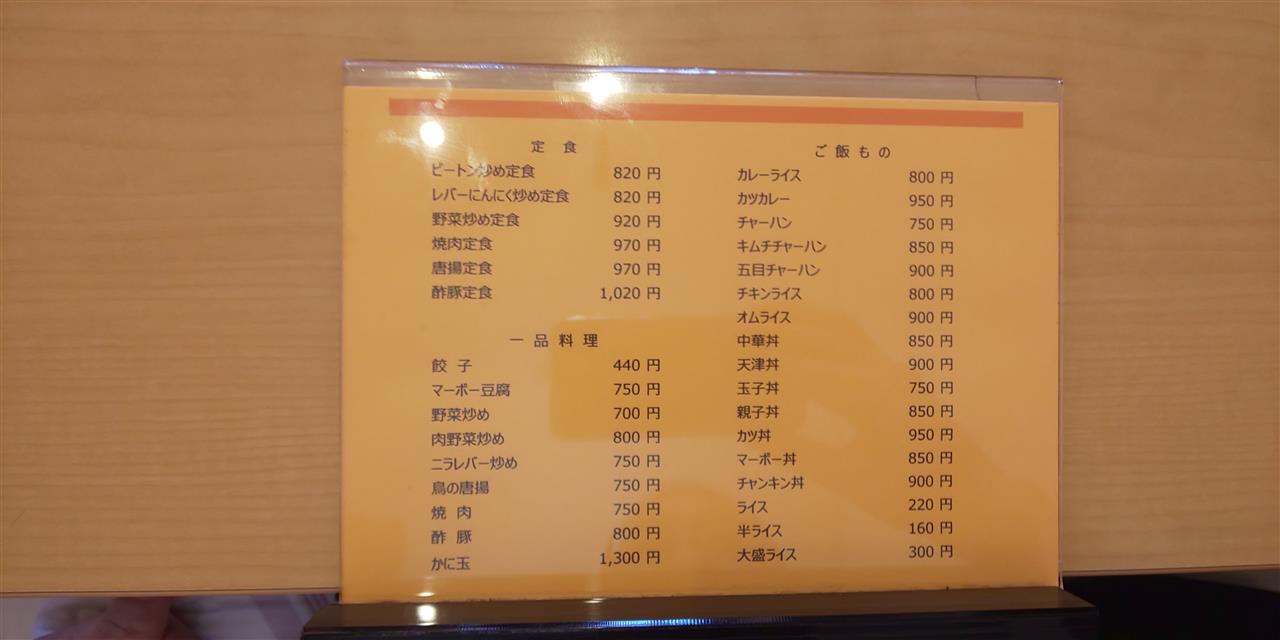 定 食
ピートン炒め定食 820 円
レバーにんにく炒め定食 820 円
野菜炒め定食 920 円
焼肉定食 970 円
唐揚定食 970 円
酢豚定食 1,020 円
一 品 料 理
餃 子 440 円
マーボー豆腐 750 円
野菜炒め 700 円
肉野菜炒め 800 円
ニラレバー炒め 750 円
鳥の唐揚 750 円
焼 肉 750 円
酢 豚 800 円
かに玉 1,300 円
ご 飯 も の
カレーライス 800 円
カツカレー 950 円
チャーハン 750 円
キムチチャーハン 850 円
五目チャーハン 900 円
チキンライス 800 円
オムライス 900 円
中華丼 850 円
天津丼 900 円
玉子丼 750 円
親子丼 850 円
カツ丼 950 円
マーボー丼 850 円
チャンキン丼 900 円
ライス 220 円
半ライス 160 円
大盛ライス 300 円